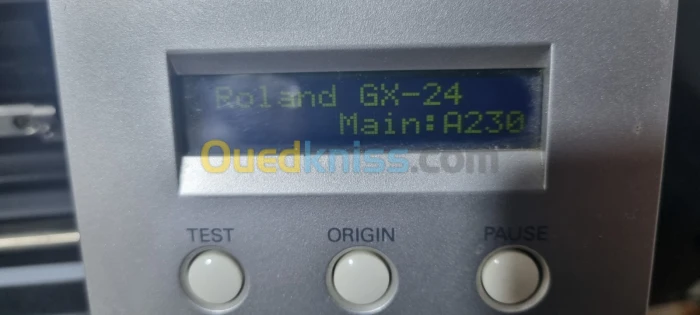 Roland GX-24
Main:A230
Ouedkniss.com
TEST ORIGIN PAUSE